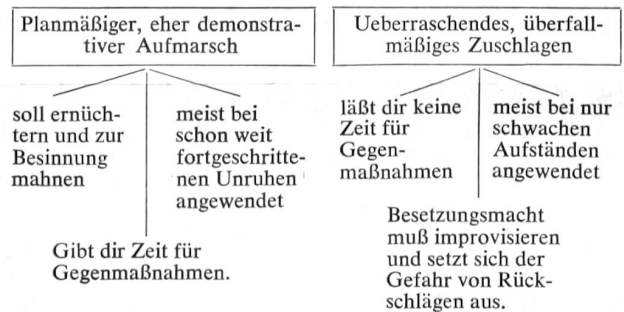 Planmäßiger, eher demonstra-
tiver Aufmarsch
soll ernüch-
tern und zur
Besinnung
mahnen
meist bei
schon weit
fortgeschritte-
nen Unruhen
angewendet
Gibt dir Zeit für
Gegenmaßnahmen.
Ueberraschendes, überfall-
mäßiges Zuschlagen
läßt dir keine
Zeit für
Gegen-
maßnahmen
meist bei nur
schwachen
Aufständen
angewendet
Besetzungsmacht
muß improvisieren
und setzt sich der
Gefahr von Rück-
schlägen aus.